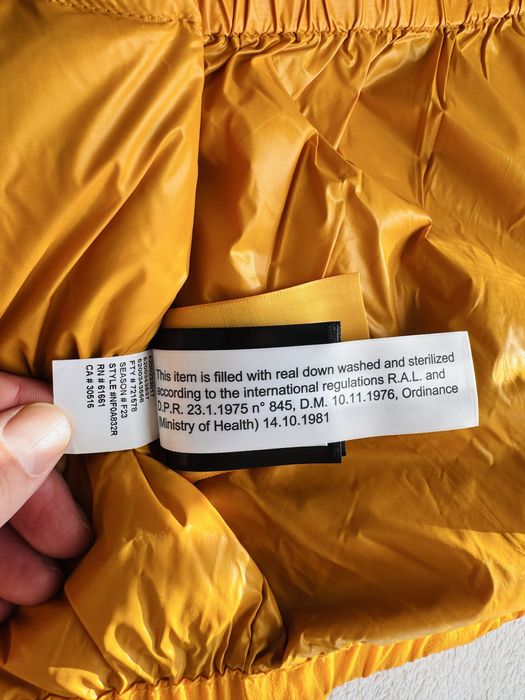 This item is filled with real down washed and sterilized
according to the international regulations R.A.L. and
D.P.R. 23.1.1975 n° 845, D.M. 10.11.1976, Ordinance
Ministry of Health) 14.10.1981
FTY # 721578
SEASON # F23
STYLE #NF0A832R
RN # 61661
CA # 30516